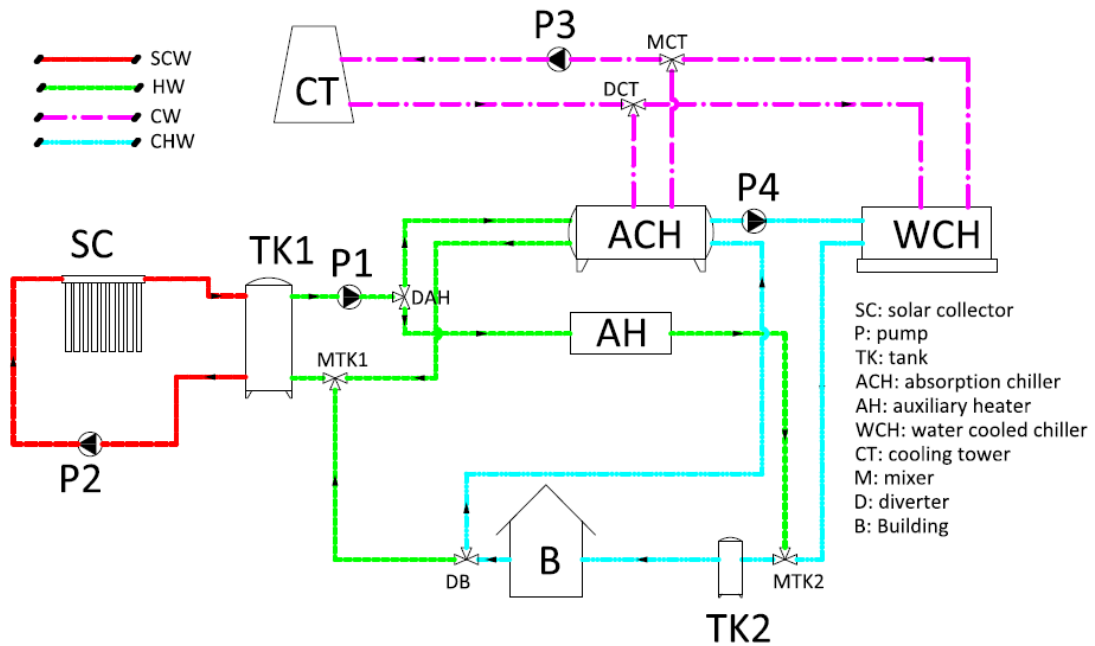 SCW
HW
CW
CHW
CT
P3
MCT
DCT
P4
ACH
WCH
SC
TK1
P1
DAH
AH
MTK1
P2
DB
B
TK2
MTK2
SC: solar collector
P: pump
TK: tank
ACH: absorption chiller
AH: auxiliary heater
WCH: water cooled chiller
CT: cooling tower
M: mixer
D: diverter
B: Building